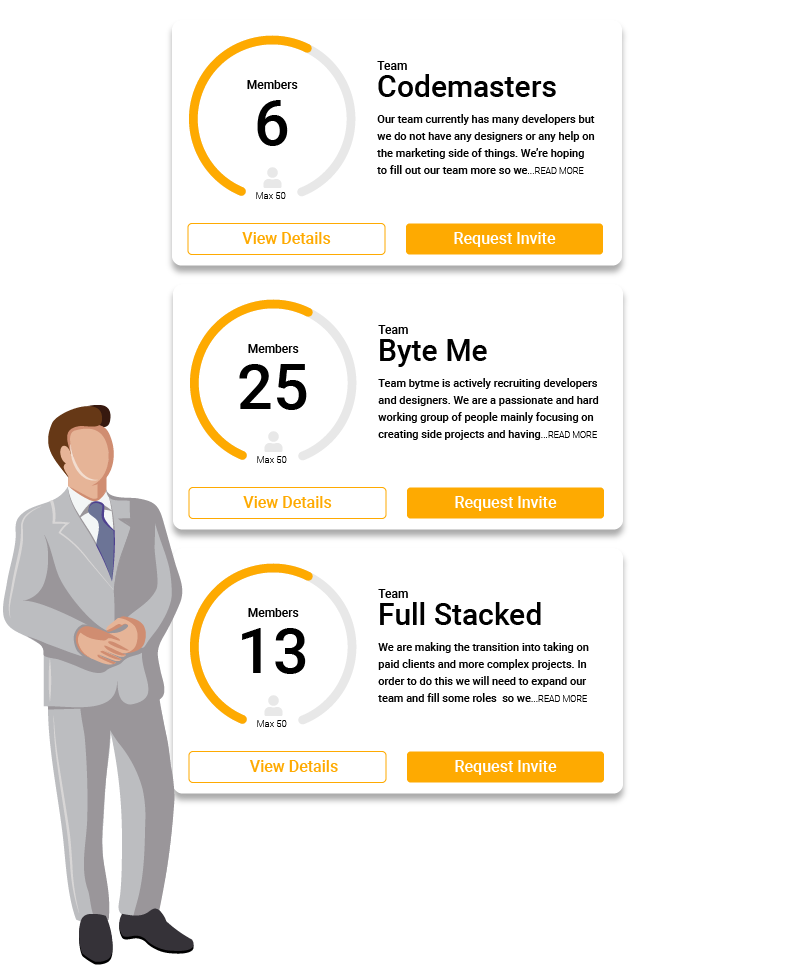 Members
6
Max 50
Team
Codemasters
Our team currently has many developers but
we do not have any designers or any help on
the marketing side of things. We're hoping
to fill out our team more so we...READ MORE
View Details
Request Invite
Members
25
Max 50
Team
Byte Me
Team bytme is actively recruiting developers
and designers. We are a passionate and hard
working group of people mainly focusing on
creating side projects and having...READ MORE
View Details
Request Invite
Members
13
Max 50
Team
Full Stacked
We are making the transition into taking on
paid clients and more complex projects. In
order to do this we will need to expand our
team and fill some roles  so we...READ MORE
View Details
Request Invite